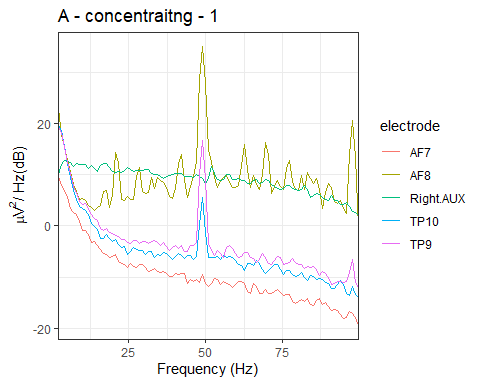 A - concentraitng - 1
μV²/ Hz(dB)
20
0
-20
25 50 75
Frequency (Hz)
electrode
AF7
AF8
Right.AUX
TP10
TP9